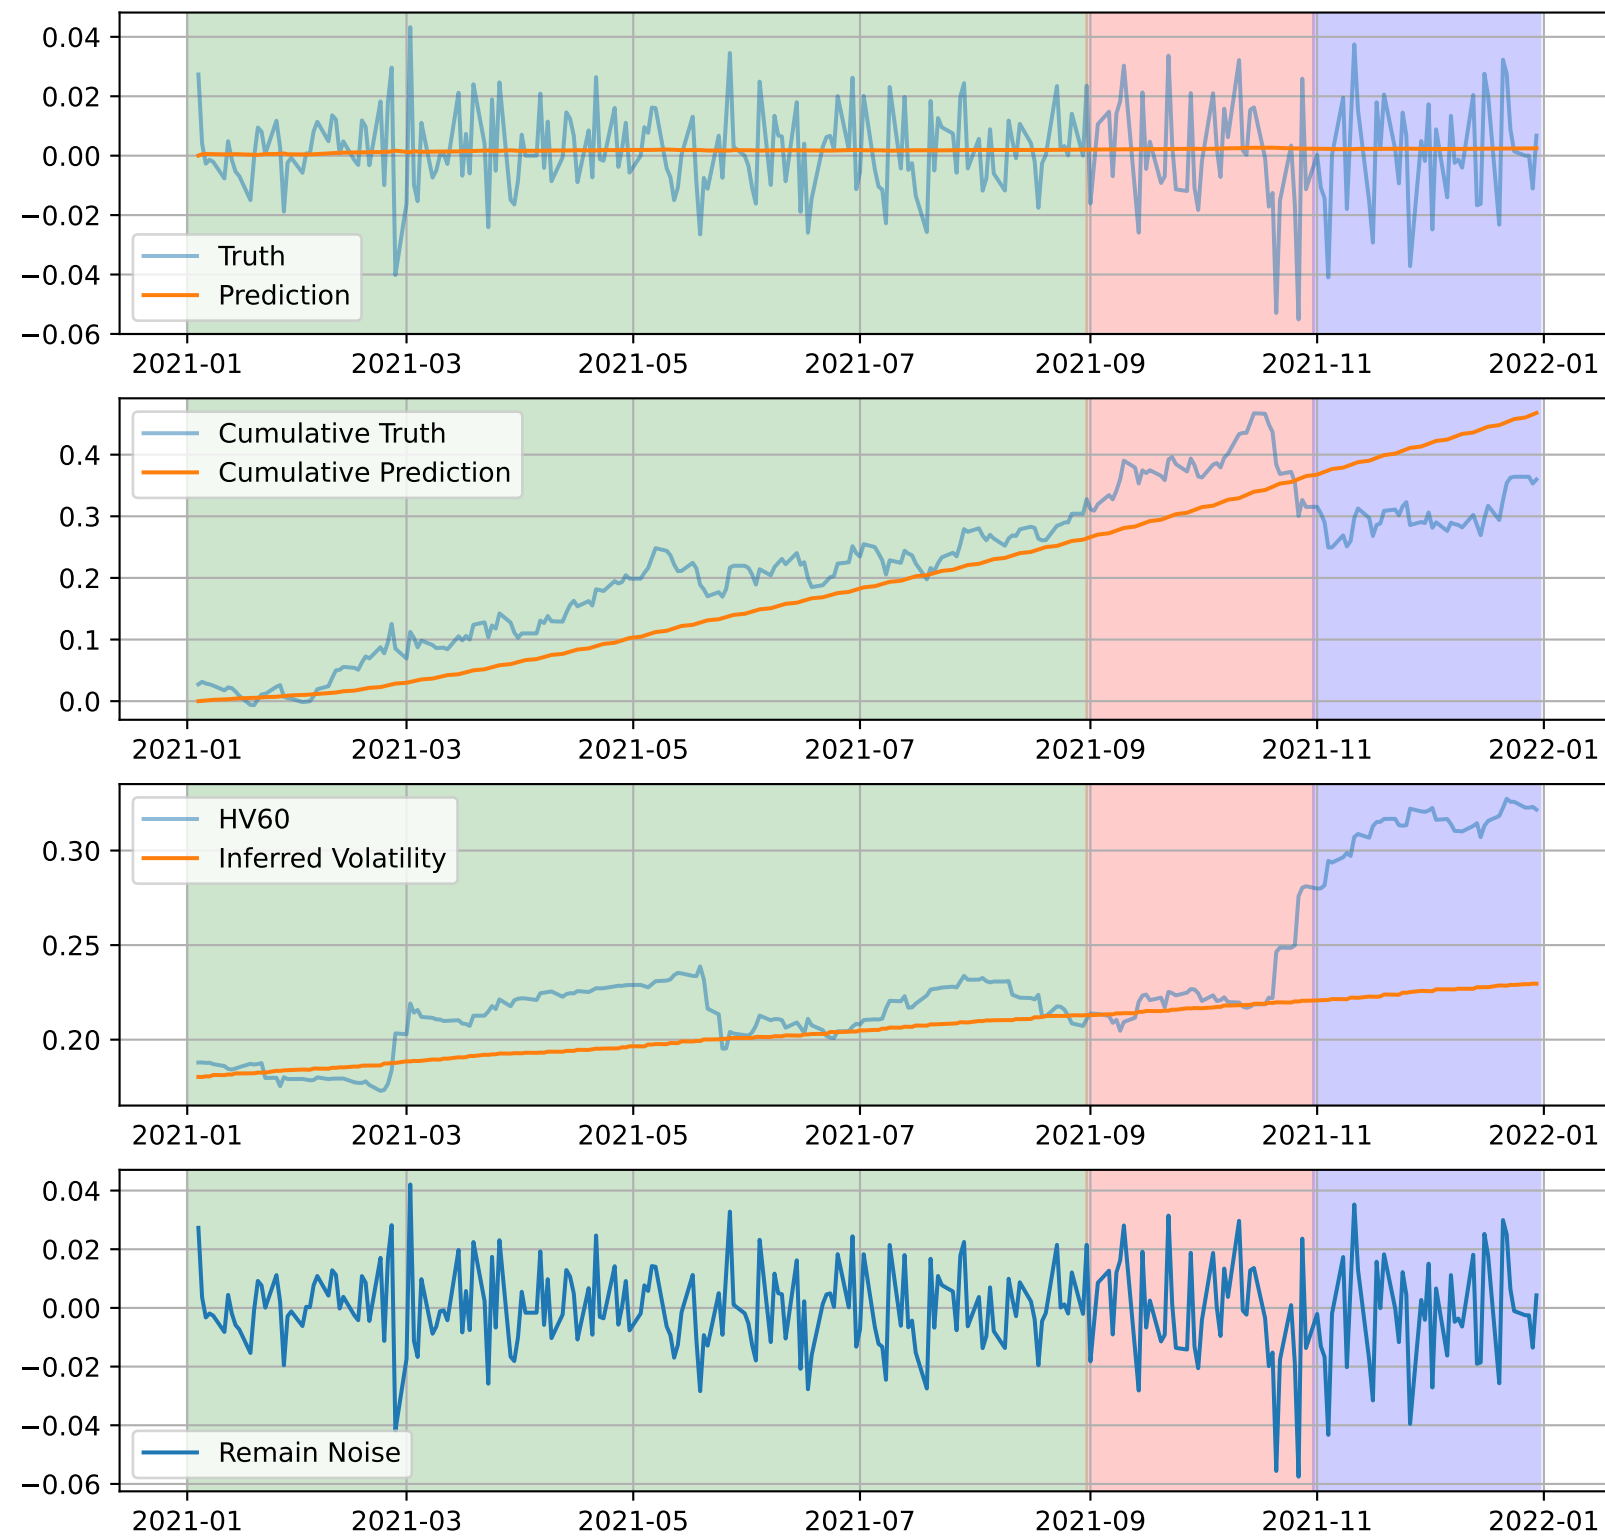 0.04
0.02
0.00
−0.02
−0.04
−0.06
Truth
Prediction
2021-01 2021-03 2021-05 2021-07 2021-09 2021-11 2022-01
0.4
0.3
0.2
0.1
0.0
Cumulative Truth
Cumulative Prediction
2021-01 2021-03 2021-05 2021-07 2021-09 2021-11 2022-01
0.30
0.25
0.20
HV60
Inferred Volatility
2021-01 2021-03 2021-05 2021-07 2021-09 2021-11 2022-01
0.04
0.02
0.00
−0.02
−0.04
−0.06
Remain Noise
2021-01 2021-03 2021-05 2021-07 2021-09 2021-11 2022-01